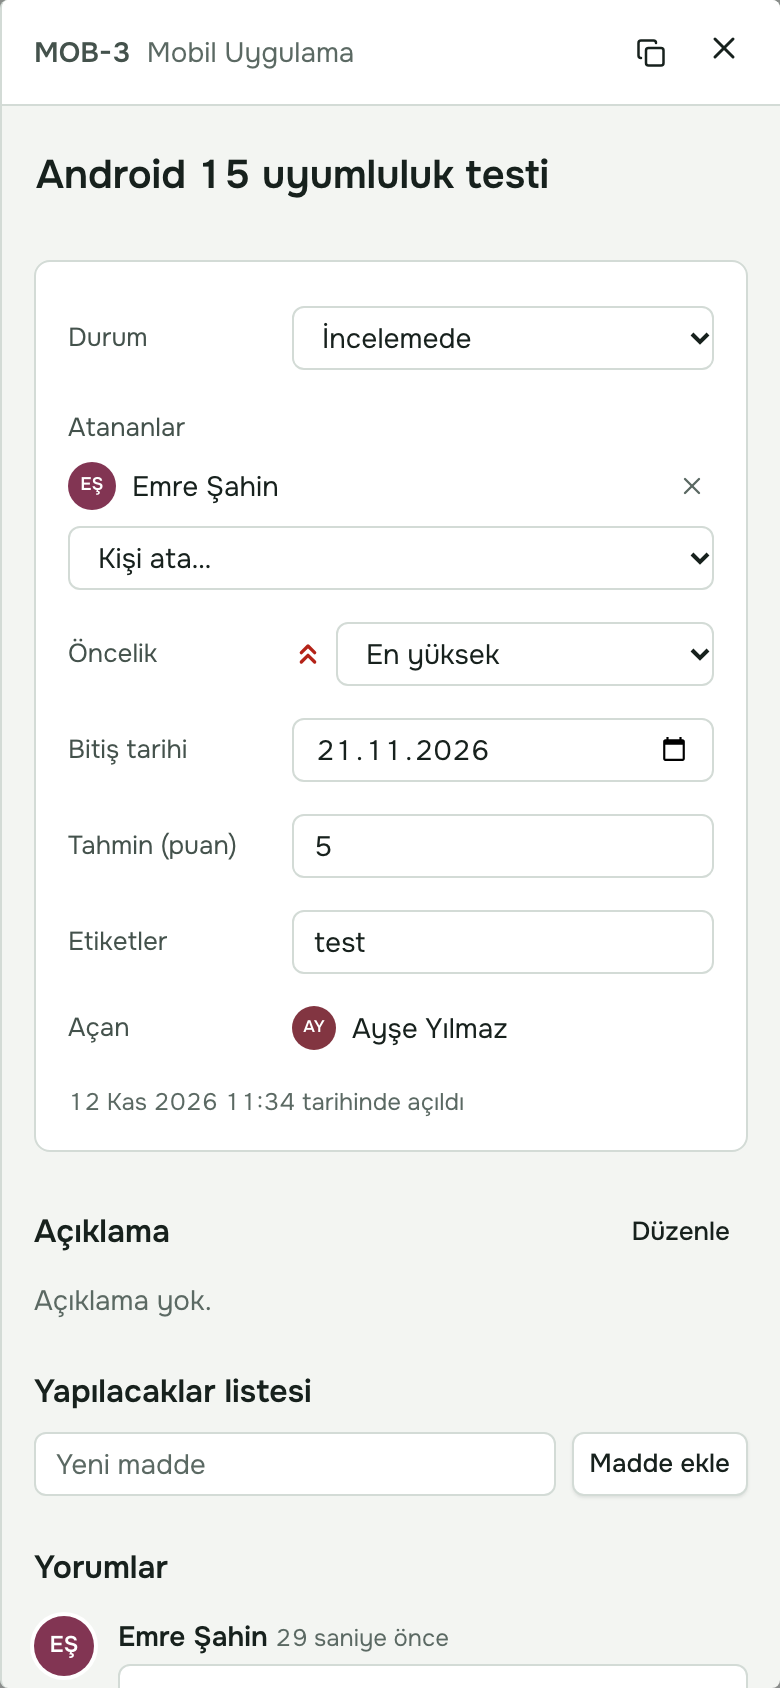 MOB-3 Mobil Uygulama
Android 15 uyumluluk testi
Durum İncelemede
Atananlar
EŞ Emre Şahin
Kişi ata...
Öncelik En yüksek
Bitiş tarihi 21.11.2026
Tahmin (puan) 5
Etiketler test
Açan AY Ayşe Yılmaz
12 Kas 2026 11:34 tarihinde açıldı
Açıklama Düzenle
Açıklama yok.
Yapılacaklar listesi
Yeni madde Madde ekle
Yorumlar
EŞ Emre Şahin 29 saniye önce